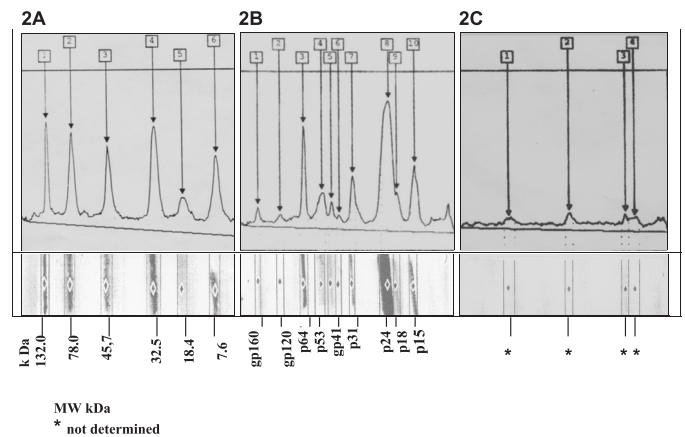 2A 2B 2C
1 2 3 4 5 6
1 2 3 4 5 6 7 8 9 10
1 2 3 4
k Da 132.0 78.0 45,7 32.5 18.4 7.6
gp160 gp120 p64 p53 gp41 p31 p24 p18 p15
* * * *
MW kDa
* not determined